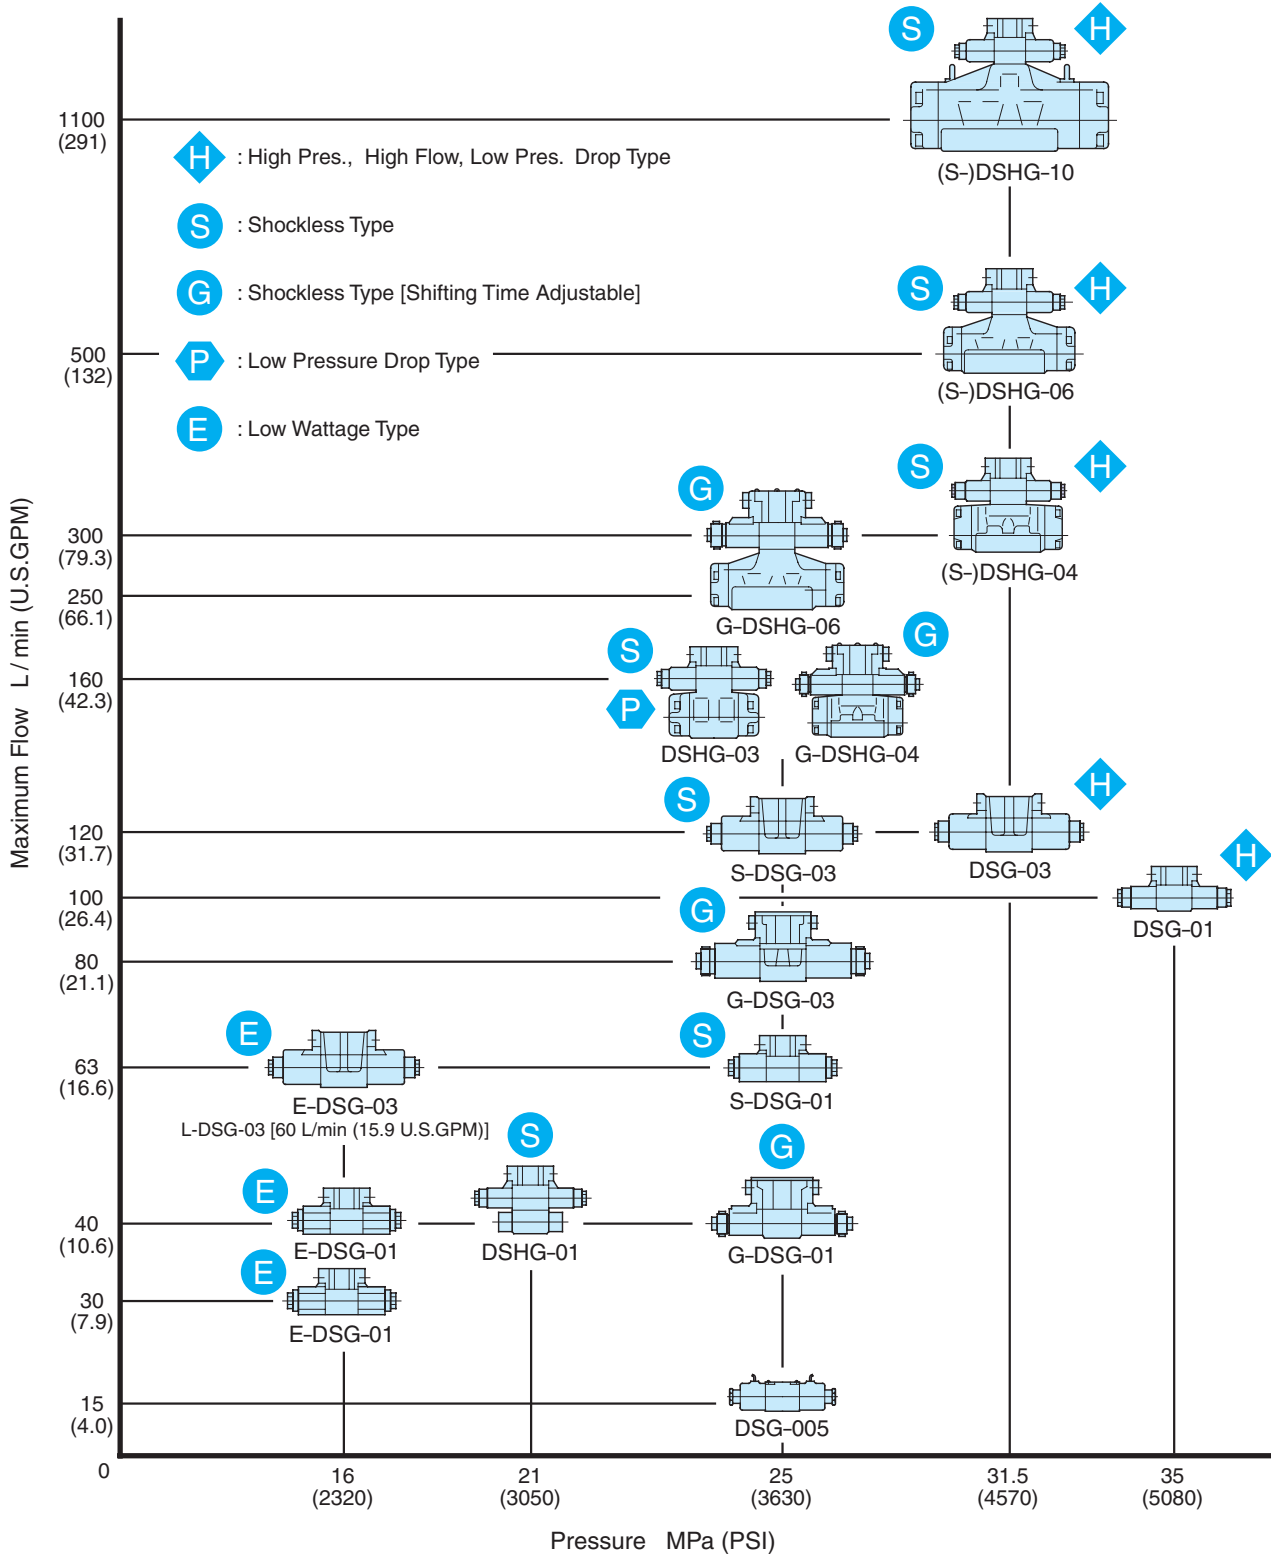 S
H
1100
(291)
(S-)DSHG-10
H : High Pres., High Flow, Low Pres. Drop Type
S : Shockless Type
G : Shockless Type [Shifting Time Adjustable]
P : Low Pressure Drop Type
E : Low Wattage Type
S
H
500
(132)
(S-)DSHG-06
S
H
G
300
(79.3)
(S-)DSHG-04
250
(66.1)
G-DSHG-06
S
G
160
(42.3)
P
DSHG-03
G-DSHG-04
H
S
120
(31.7)
S-DSG-03
DSG-03
H
100
(26.4)
DSG-01
G
80
(21.1)
G-DSG-03
E
S
63
(16.6)
E-DSG-03
L-DSG-03 [60 L/min (15.9 U.S.GPM)]
S-DSG-01
S
G
E
40
(10.6)
E-DSG-01
DSHG-01
G-DSG-01
E
30
(7.9)
E-DSG-01
15
(4.0)
DSG-005
Maximum Flow L / min (U.S.GPM)
0
16
(2320)
21
(3050)
25
(3630)
31.5
(4570)
35
(5080)
Pressure MPa (PSI)